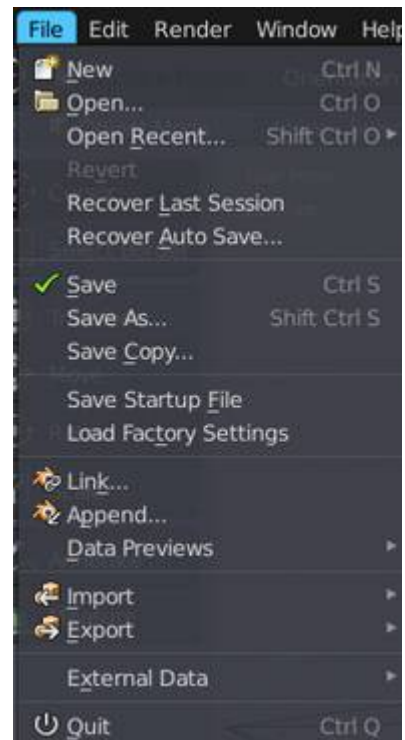 File Edit Render Window Help
New Ctrl N
Open... Ctrl O
Open Recent... Shift Ctrl O
Revert
Recover Last Session
Recover Auto Save...
Save Ctrl S
Save As... Shift Ctrl S
Save Copy...
Save Startup File
Load Factory Settings
Link...
Append...
Data Previews
Import
Export
External Data
Quit Ctrl Q